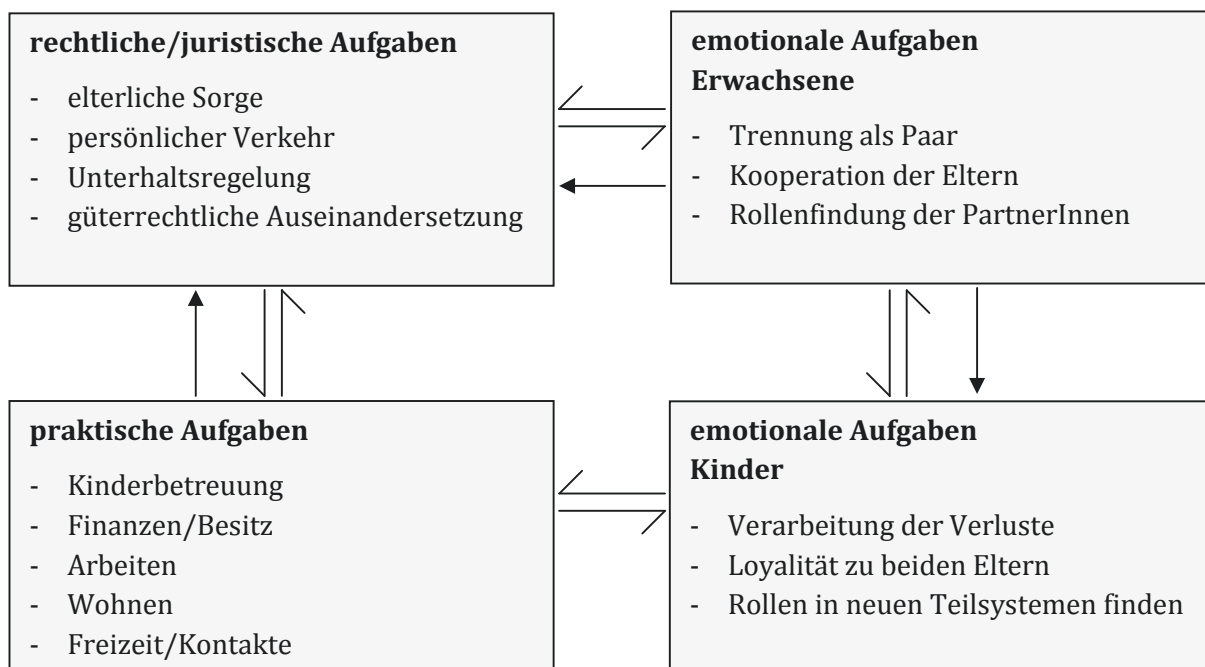 rechtliche/juristische Aufgaben
- elterliche Sorge
- persönlicher Verkehr
- Unterhaltsregelung
- güterrechtliche Auseinandersetzung
emotionale Aufgaben
Erwachsene
- Trennung als Paar
- Kooperation der Eltern
- Rollenfindung der PartnerInnen
praktische Aufgaben
- Kinderbetreuung
- Finanzen/Besitz
- Arbeiten
- Wohnen
- Freizeit/Kontakte
emotionale Aufgaben
Kinder
- Verarbeitung der Verluste
- Loyalität zu beiden Eltern
- Rollen in neuen Teilsystemen finden